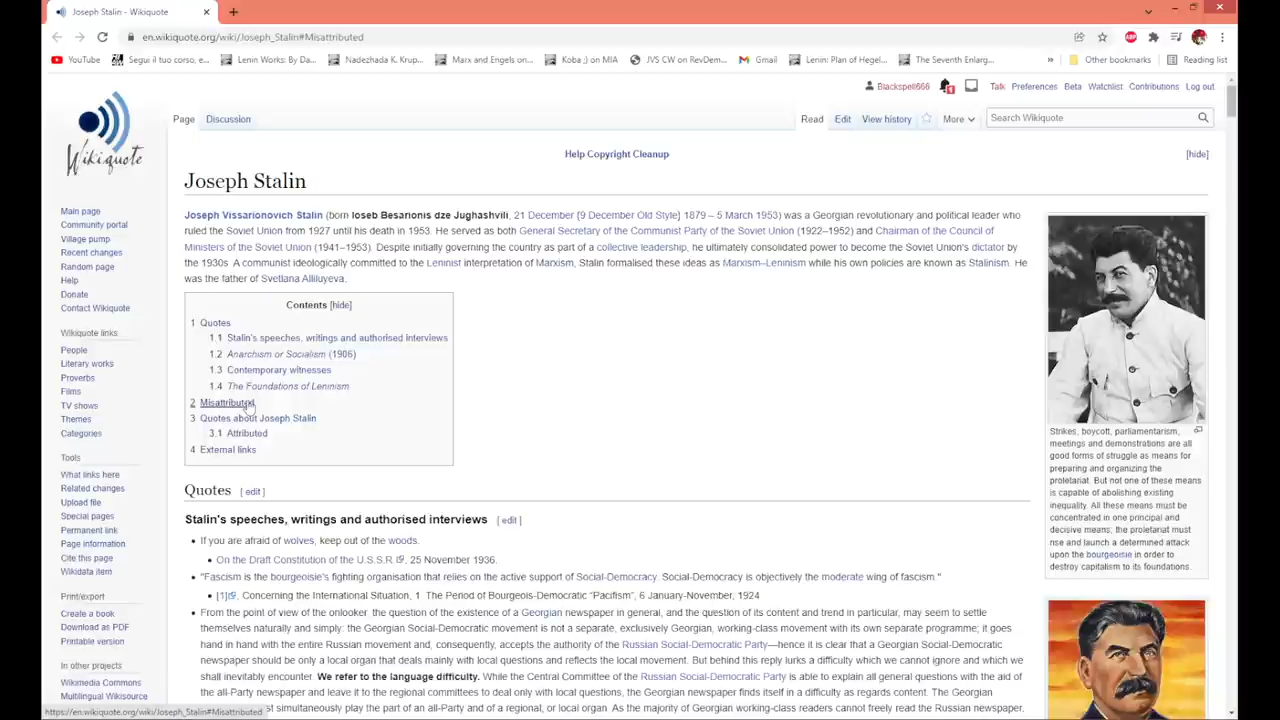 Joseph Stalin - Wikiquote
en.wikiquote.org/wiki/Joseph_Stalin#Misattributed
YouTube Segui il tuo corso, e... Lenin Works: By Da... Nadezhada K. Krup... Marx and Engels on... Koba ;) on MIA JVS CW on RevDem... Gmail Lenin: Plan of Hegel... The Seventh Enlarg... » Other bookmarks Reading list
Blackspell666 Talk Preferences Beta Watchlist Contributions Log out
Page Discussion Read Edit View history More Search Wikiquote
Help Copyright Cleanup [hide]
Wikiquote
Joseph Stalin
Joseph Vissarionovich Stalin (born Ioseb Besarionis dze Jughashvili, 21 December [9 December Old Style] 1879 – 5 March 1953) was a Georgian revolutionary and political leader who
ruled the Soviet Union from 1927 until his death in 1953. He served as both General Secretary of the Communist Party of the Soviet Union (1922–1952) and Chairman of the Council of
Ministers of the Soviet Union (1941–1953). Despite initially governing the country as part of a collective leadership, he ultimately consolidated power to become the Soviet Union's dictator by
the 1930s. A communist ideologically committed to the Leninist interpretation of Marxism, Stalin formalised these ideas as Marxism–Leninism while his own policies are known as Stalinism. He
was the father of Svetlana Alliluyeva.
Contents [hide]
1 Quotes
1.1 Stalin's speeches, writings and authorised interviews
1.2 Anarchism or Socialism (1906)
1.3 Contemporary witnesses
1.4 The Foundations of Leninism
2 Misattributed
3 Quotes about Joseph Stalin
3.1 Attributed
4 External links
Quotes [ edit ]
Stalin's speeches, writings and authorised interviews [ edit ]
• If you are afraid of wolves, keep out of the woods.
• On the Draft Constitution of the U.S.S.R., 25 November 1936.
• "Fascism is the bourgeoisie's fighting organisation that relies on the active support of Social-Democracy. Social-Democracy is objectively the moderate wing of fascism."
• [1], Concerning the International Situation, 1 The Period of Bourgeois-Democratic “Pacifism”, 6 January-November, 1924
• From the point of view of the onlooker the question of the existence of a Georgian newspaper in general, and the question of its content and trend in particular, may seem to settle
themselves naturally and simply: the Georgian Social-Democratic movement is not a separate, exclusively Georgian, working-class movement with its own separate programme; it goes
hand in hand with the entire Russian movement and, consequently, accepts the authority of the Russian Social-Democratic Party—hence it is clear that a Georgian Social-Democratic
newspaper should be only a local organ that deals mainly with local questions and reflects the local movement. But behind this reply lurks a difficulty which we cannot ignore and which we
shall inevitably encounter. We refer to the language difficulty. While the Central Committee of the Russian Social-Democratic Party is able to explain all general questions with the aid of
the all-Party newspaper and leave it to the regional committees to deal only with local questions, the Georgian newspaper finds itself in a difficulty as regards content. The Georgian
simultaneously play the part of an all-Party and of a regional, or local organ. As the majority of Georgian working-class readers cannot freely read the Russian newspaper.
Strikes, boycott, parliamentarism,
meetings and demonstrations are all
good forms of struggle as means for
preparing and organizing the
proletariat. But not one of these means
is capable of abolishing existing
inequality. All these means must be
concentrated in one principal and
decisive means; the proletariat must
rise and launch a determined attack
upon the bourgeoisie in order to
destroy capitalism to its foundations.
Main page
Community portal
Village pump
Recent changes
Random page
Help
Donate
Contact Wikiquote
Wikiquote links
People
Literary works
Proverbs
Films
TV shows
Themes
Categories
Tools
What links here
Related changes
Upload file
Special pages
Permanent link
Page information
Cite this page
Wikidata item
Print/export
Create a book
Download as PDF
Printable version
In other projects
Wikimedia Commons
Multilingual Wikisource
https://en.wikiquote.org/wiki/Joseph_Stalin#Misattributed